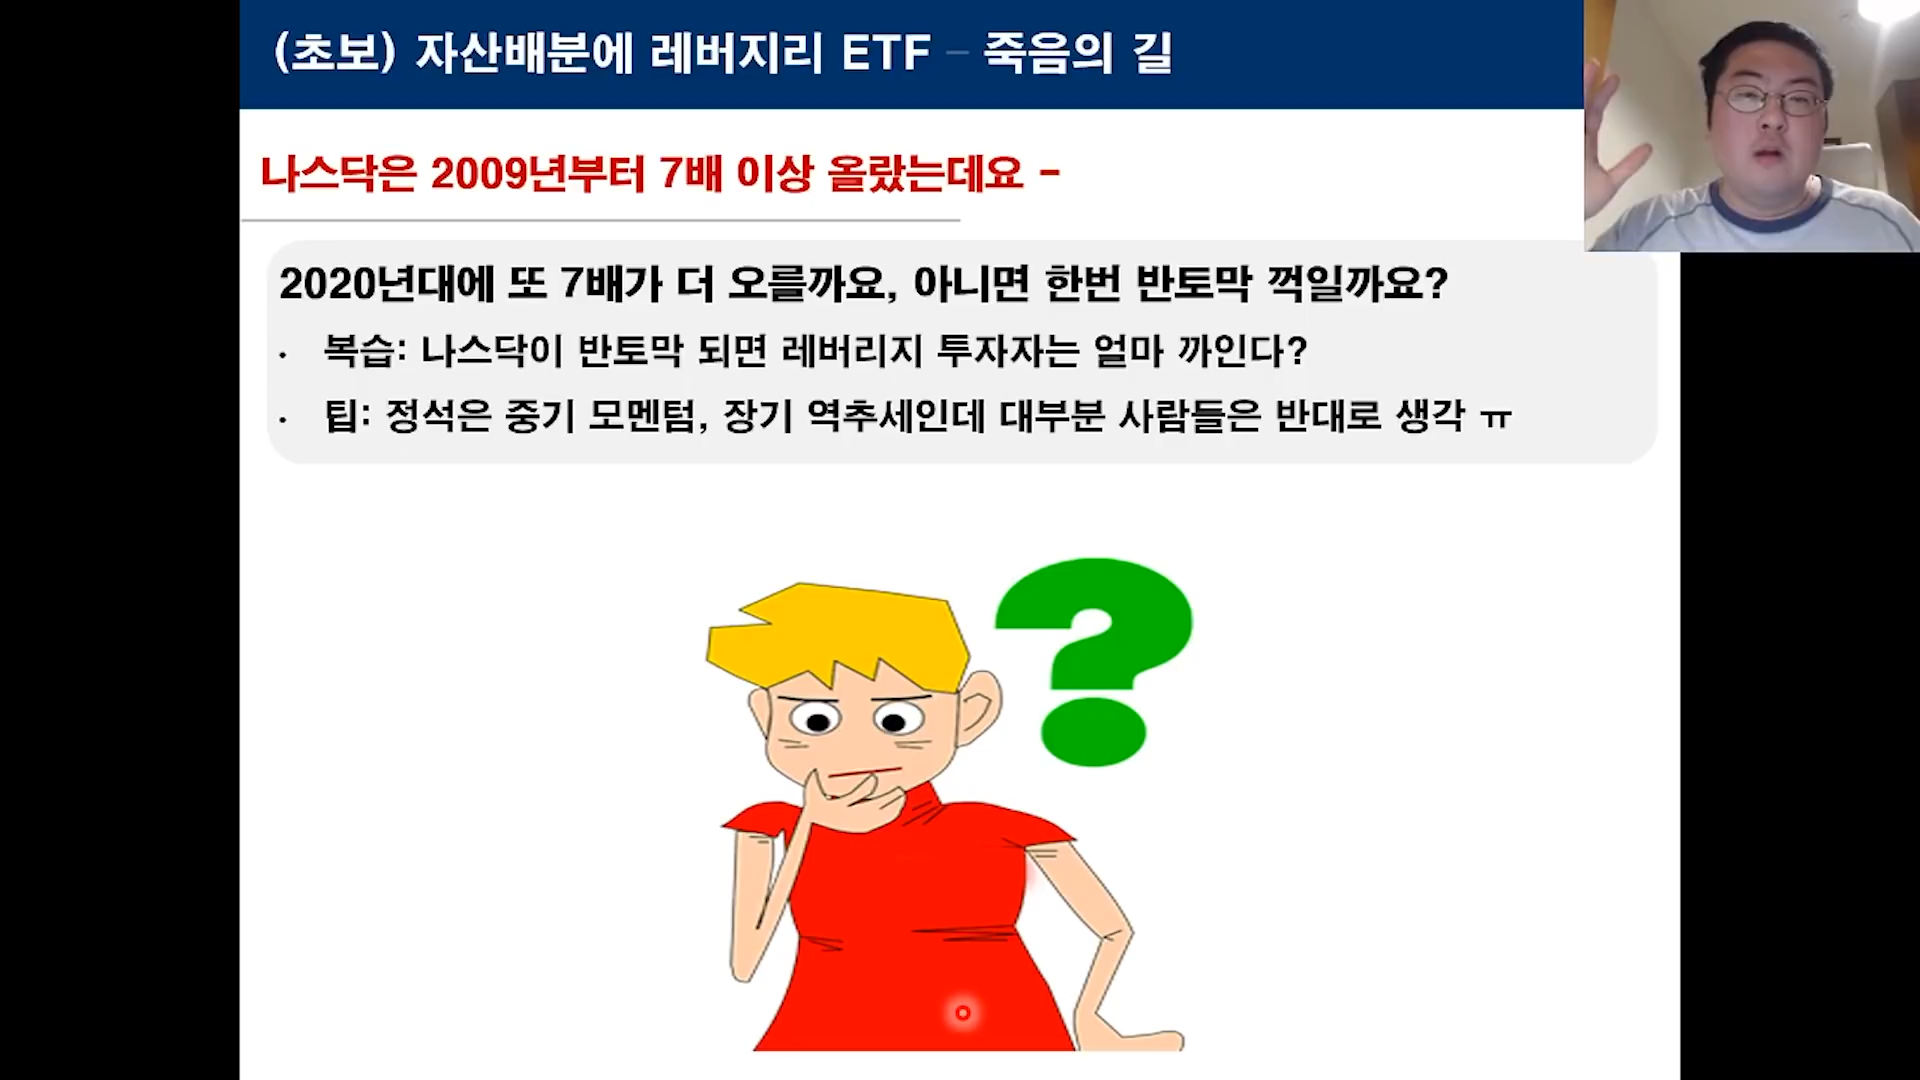 (초보) 자산배분에 레버지리 ETF – 죽음의 길
나스닥은 2009년부터 7배 이상 올랐는데요 -
2020년대에 또 7배가 더 오를까요, 아니면 한번 반토막 꺽일까요?
· 복습: 나스닥이 반토막 되면 레버리지 투자자는 얼마 까인다?
· 팁: 정석은 중기 모멘텀, 장기 역추세인데 대부분 사람들은 반대로 생각 ㅠ
?